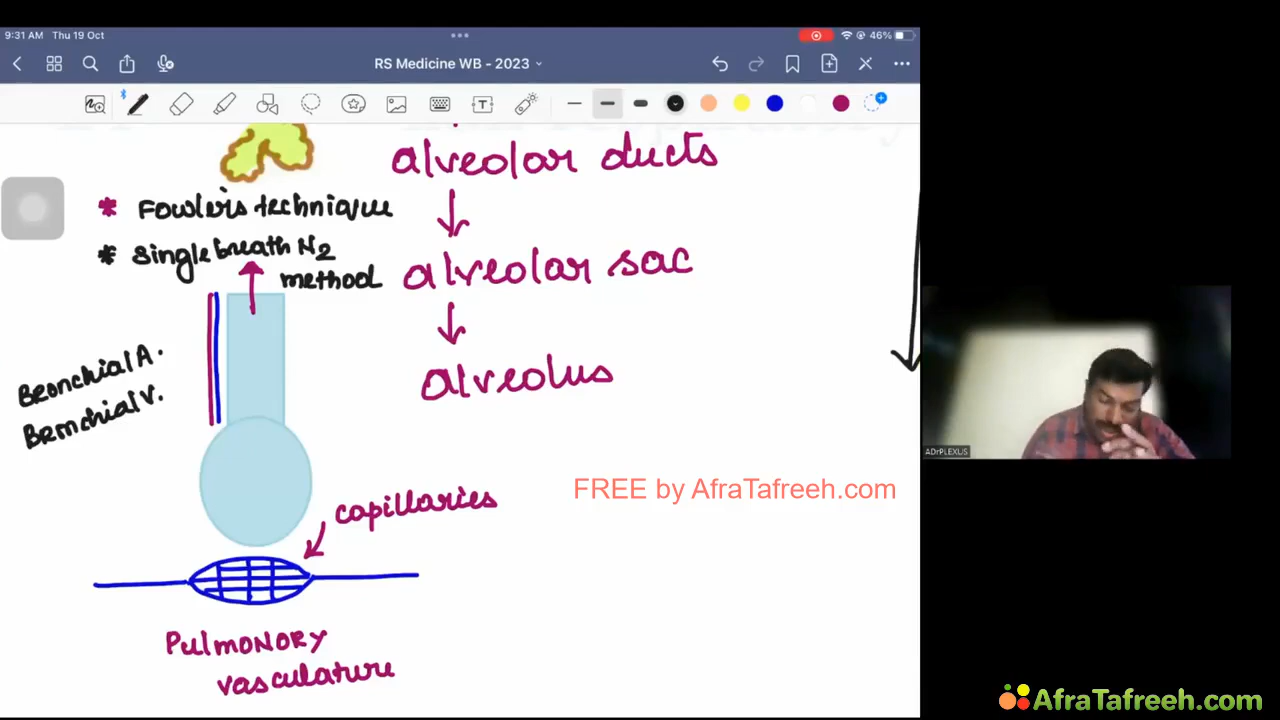 9:31 AM Thu 19 Oct
46%
RS Medicine WB - 2023
alveolar ducts
* Fowler's technique
* Single breath N2
method
alveolar sac
Bronchial A.
Bronchial V.
alveolus
ADrPLEXUS
FREE by AfraTafreeh.com
capillaries
PulmonoRy
vasculature
AfraTafreeh.com